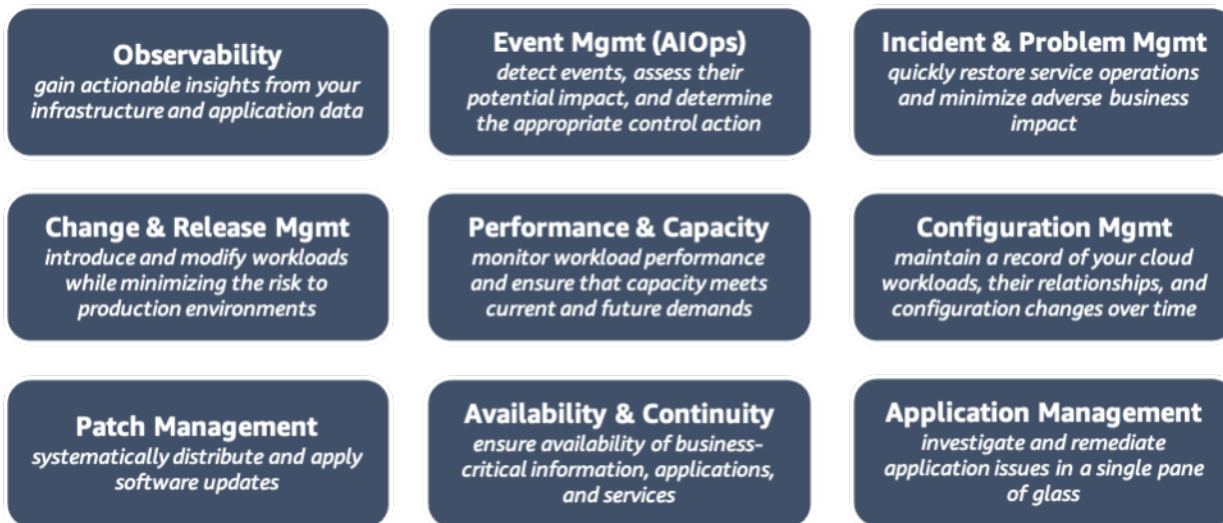 Observability
gain actionable insights from your
infrastructure and application data
Event Mgmt (AIOps)
detect events, assess their
potential impact, and determine
the appropriate control action
Incident & Problem Mgmt
quickly restore service operations
and minimize adverse business
impact
Change & Release Mgmt
introduce and modify workloads
while minimizing the risk to
production environments
Performance & Capacity
monitor workload performance
and ensure that capacity meets
current and future demands
Configuration Mgmt
maintain a record of your cloud
workloads, their relationships, and
configuration changes over time
Patch Management
systematically distribute and apply
software updates
Availability & Continuity
ensure availability of business-
critical information, applications,
and services
Application Management
investigate and remediate
application issues in a single pane
of glass